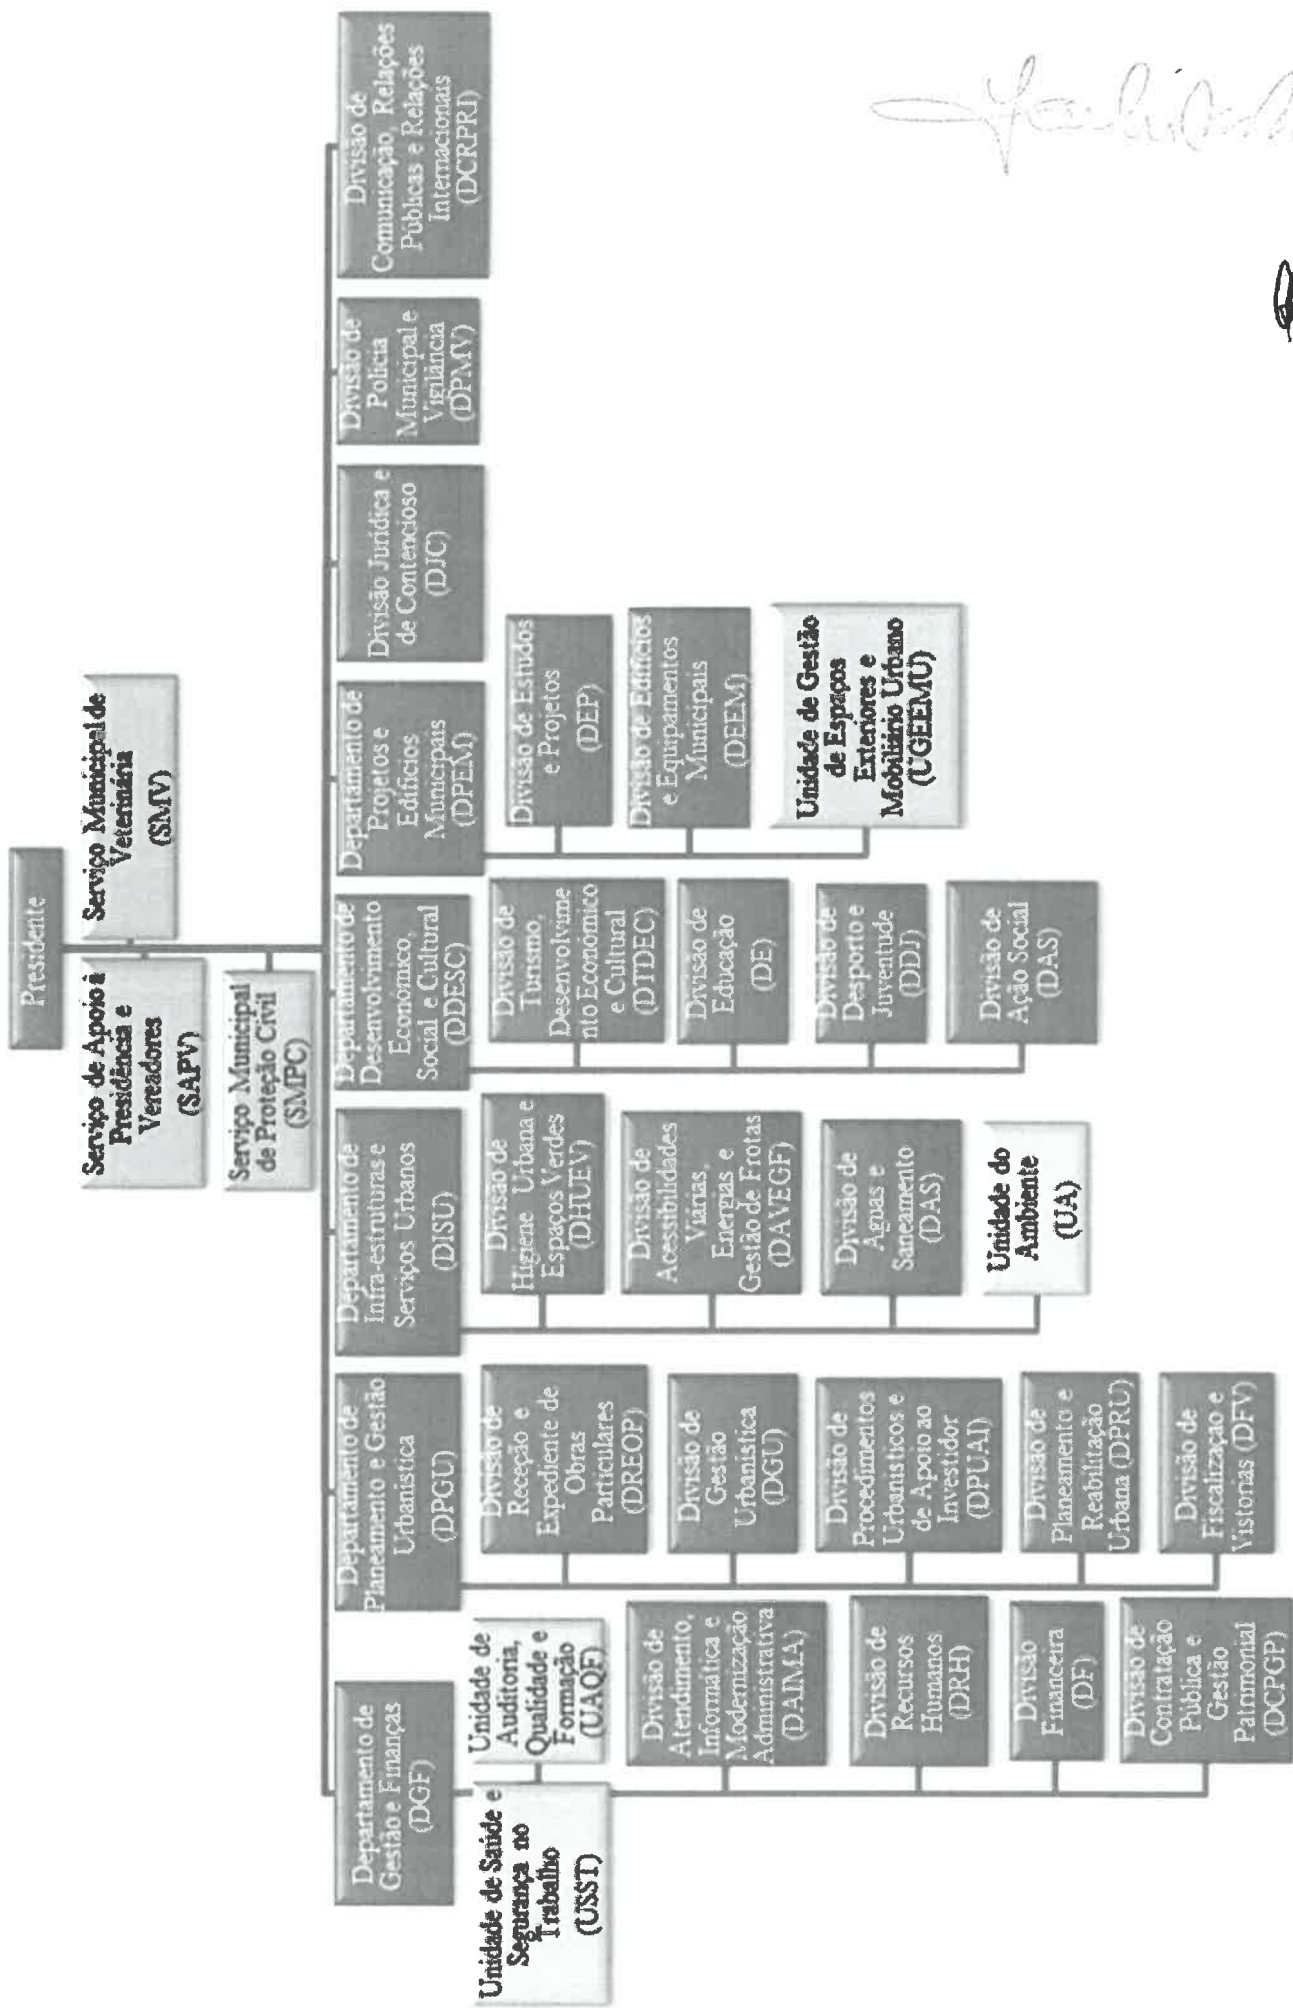 Presidente
Serviço de Apoio à
Presidência e
Vereadores
(SAPV)
Serviço Municipal de
Veterinária
(SMV)
Serviço Municipal
de Proteção Civil
(SMPC)
Departamento de
Gestão e Finanças
(DGF)
Unidade de Saúde e
Segurança no
Trabalho
(USST)
Unidade de
Auditoria,
Qualidade e
Formação
(UAQF)
Divisão de
Atendimento,
Informática e
Modernização
Administrativa
(DAIMA)
Divisão de
Recursos
Humanos
(DRH)
Divisão
Financeira
(DF)
Divisão de
Contratação
Pública e
Gestão
Patrimonial
(DCPGP)
Departamento de
Planeamento e Gestão
Urbanística
(DPGU)
Divisão de
Receção e
Expediente de
Obras
Particulares
(DREOP)
Divisão de
Gestão
Urbanística
(DGU)
Divisão de
Procedimentos
Urbanísticos e
de Apoio ao
Investidor
(DPUAI)
Divisão de
Planeamento e
Reabilitação
Urbana (DPRU)
Divisão de
Fiscalização e
Vistorias (DFV)
Departamento de
Infra-estruturas e
Serviços Urbanos
(DISU)
Divisão de
Higiene Urbana e
Espaços Verdes
(DHUEV)
Divisão de
Acessibilidades
Viárias,
Energias e
Gestão de Frotas
(DAVEGF)
Divisão de
Águas e
Saneamento
(DAS)
Unidade do
Ambiente
(UA)
Departamento de
Desenvolvimento
Económico,
Social e Cultural
(DDESC)
Divisão de
Turismo,
Desenvolvime
nto Económico
e Cultural
(DTDEC)
Divisão de
Educação
(DE)
Divisão de
Desporto e
Juventude
(DDJ)
Divisão de
Ação Social
(DAS)
Departamento de
Projetos e
Edifícios
Municipais
(DPEM)
Divisão de Estudos
e Projetos
(DEP)
Divisão de Edifícios
e Equipamentos
Municipais
(DEEM)
Unidade de Gestão
de Espaços
Exteriores e
Mobiliário Urbano
(UGEEMU)
Divisão Jurídica e
de Contencioso
(DJC)
Divisão de
Polícia
Municipal e
Vigilância
(DPMV)
Divisão de
Comunicação, Relações
Públicas e Relações
Internacionais
(DCRPRI)